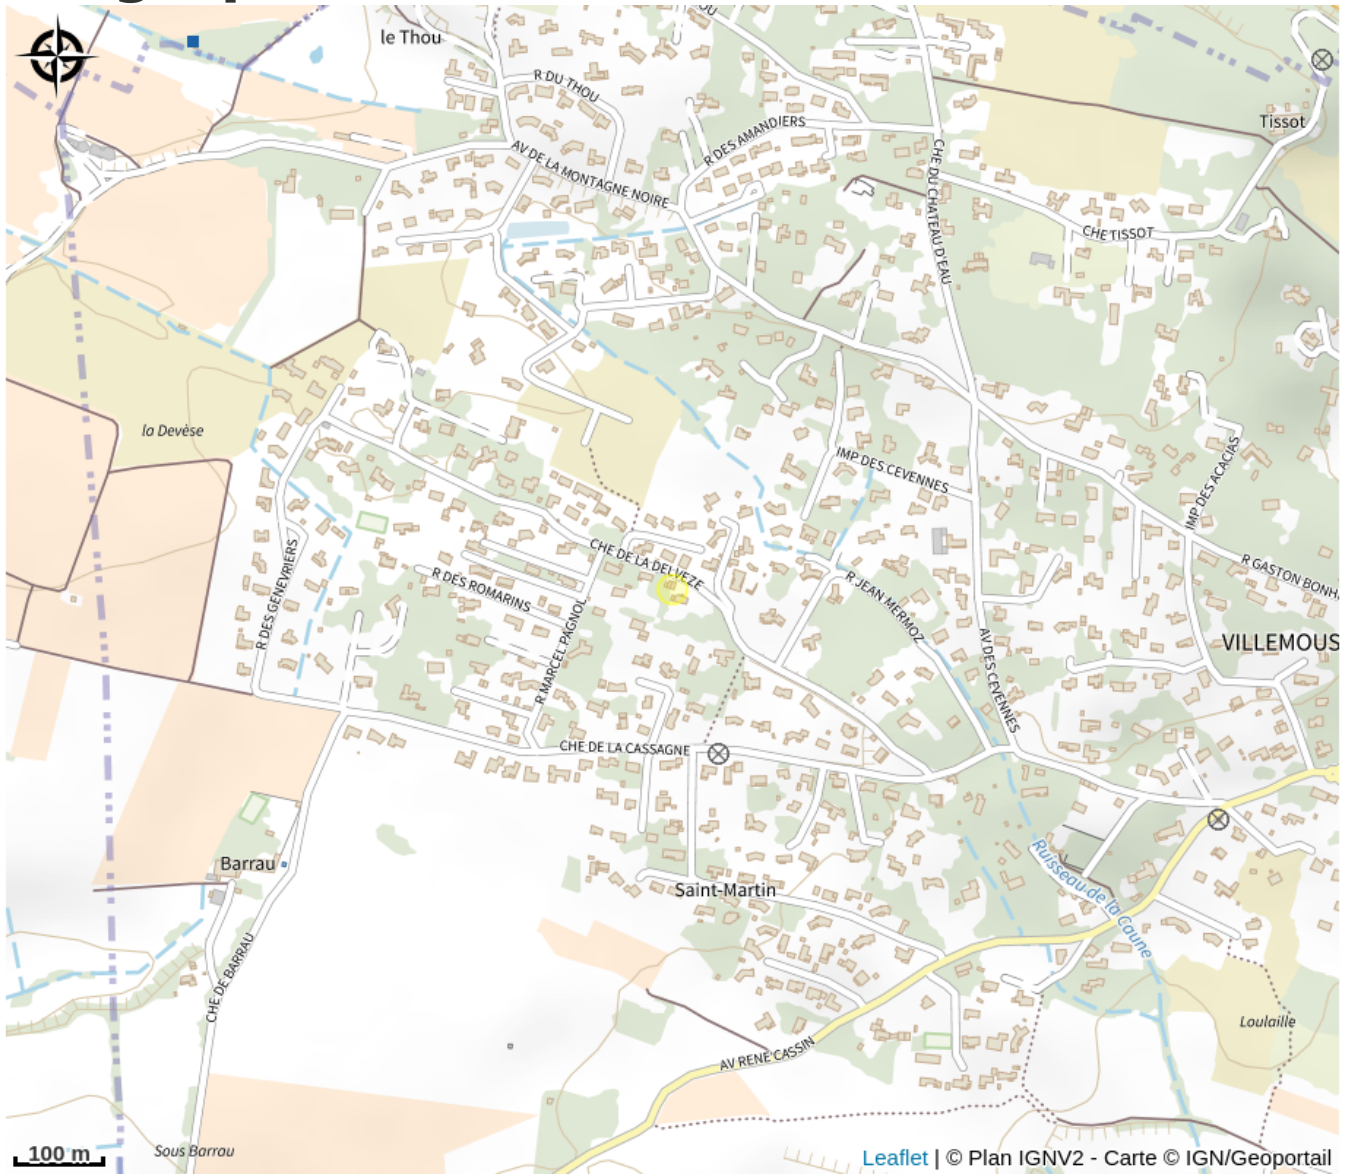 le Thou
R DU THOU
Tissot
R DES AMANDIERS
AV DE LA MONTAGNE NOIRE
CHE DU CHATEAU D'EAU
CHE TISSOT
la Devèse
IMP DES CEVENNES
IMP DES ACACIAS
CHE DE LA DELVEZE
R GASTON BONH
R DES GENEVRIERS
R DES ROMARINS
R JEAN MERMOZ
R MARCEL PAGNOL
AV DES CEVENNES
VILLEMOUS
CHE DE LA CASSAGNE
Barrau
Saint-Martin
Ruisseau de la Caune
CHE DE BARRAU
Loulaille
AV RENE CASSIN
Sous Barrau
100 m
Leaflet | © Plan IGNV2 - Carte © IGN/Geoportail